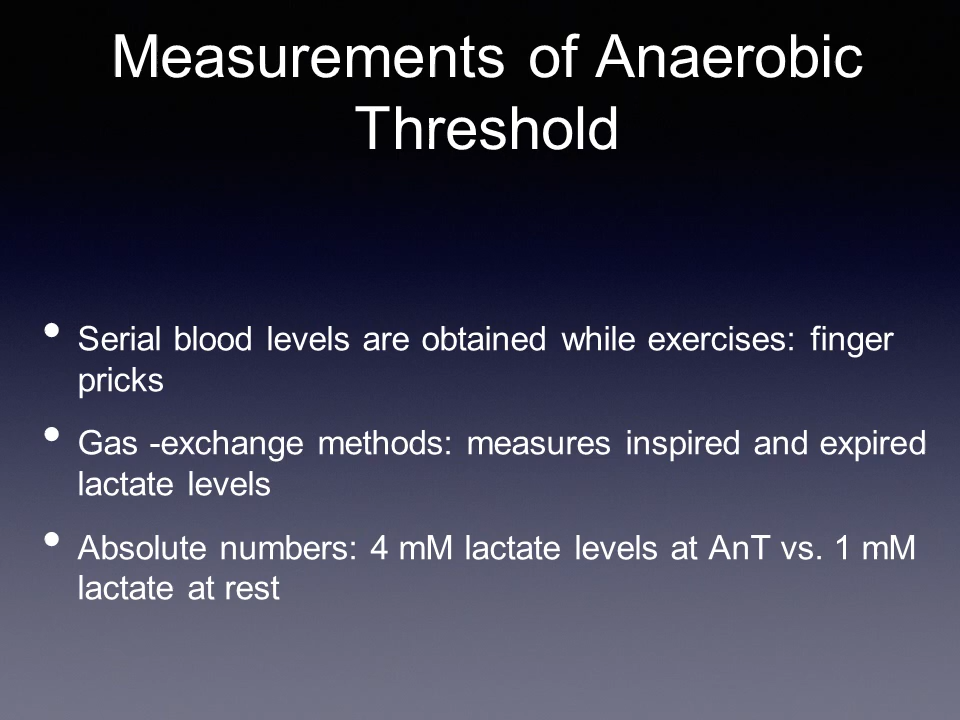 Measurements of Anaerobic
Threshold
• Serial blood levels are obtained while exercises: finger
pricks
• Gas -exchange methods: measures inspired and expired
lactate levels
• Absolute numbers: 4 mM lactate levels at AnT vs. 1 mM
lactate at rest